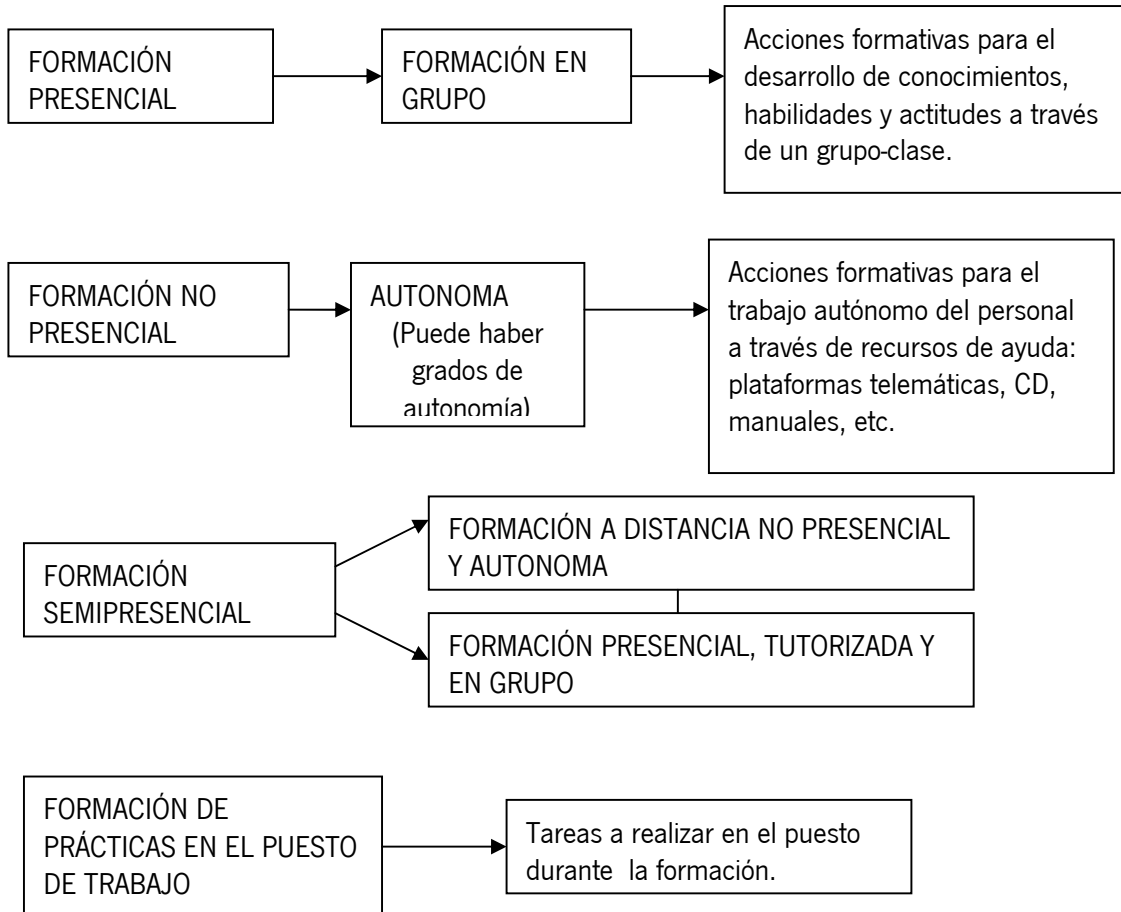 FORMACIÓN
PRESENCIAL
FORMACIÓN EN
GRUPO
Acciones formativas para el
desarrollo de conocimientos,
habilidades y actitudes a través
de un grupo-clase.
FORMACIÓN NO
PRESENCIAL
AUTONOMA
(Puede haber
grados de
autonomía)
Acciones formativas para el
trabajo autónomo del personal
a través de recursos de ayuda:
plataformas telemáticas, CD,
manuales, etc.
FORMACIÓN
SEMIPRESENCIAL
FORMACIÓN A DISTANCIA NO PRESENCIAL
Y AUTONOMA
FORMACIÓN PRESENCIAL, TUTORIZADA Y
EN GRUPO
FORMACIÓN DE
PRÁCTICAS EN EL PUESTO
DE TRABAJO
Tareas a realizar en el puesto
durante la formación.